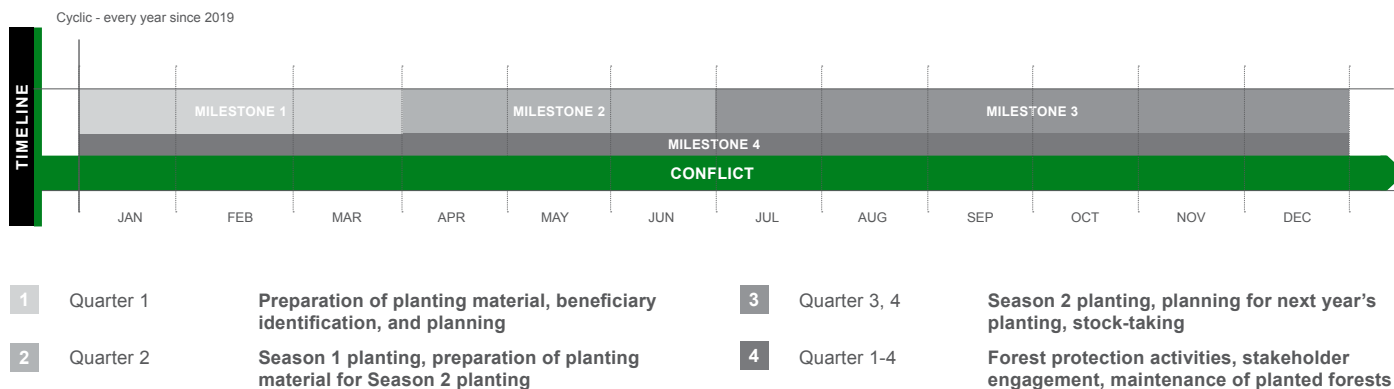 Cyclic - every year since 2019
TIMELINE
MILESTONE 1
MILESTONE 2
MILESTONE 3
MILESTONE 4
CONFLICT
JAN FEB MAR APR MAY JUN JUL AUG SEP OCT NOV DEC
1 Quarter 1 Preparation of planting material, beneficiary
identification, and planning
2 Quarter 2 Season 1 planting, preparation of planting
material for Season 2 planting
3 Quarter 3, 4 Season 2 planting, planning for next year’s
planting, stock-taking
4 Quarter 1-4 Forest protection activities, stakeholder
engagement, maintenance of planted forests